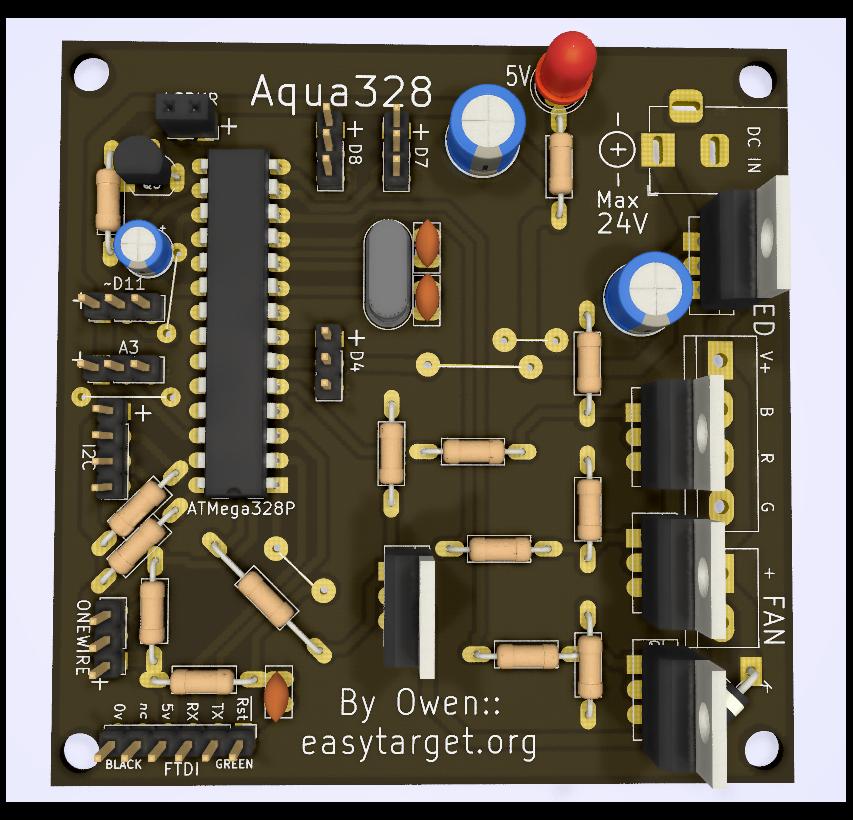 Aqua328
5V
+
+
D8
+
D7
DC IN
Max
24V
~D11
A3
+
D4
V+
B
R
G
I2C
+
ATMega328P
+
FAN
ONEWIRE
+
0v
nc
5v
RX
TX
Rst
BLACK
FTDI
GREEN
By Owen::
easytarget.org